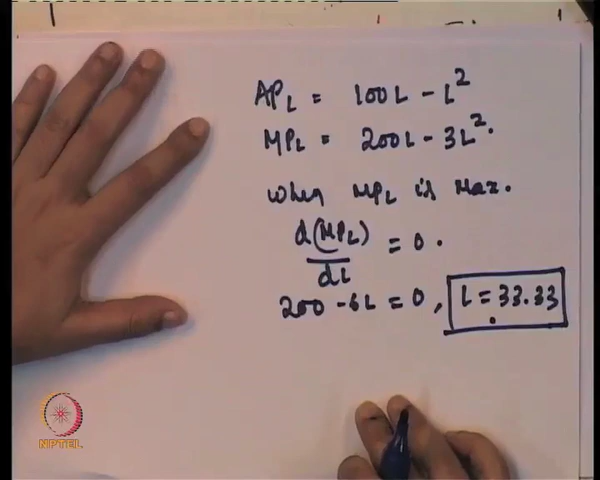 APL = 100L - L²
MPL = 200L - 3L².
when MPL is Max.
d(MPL)/dL = 0.
200 - 6L = 0, L = 33.33
NPTEL